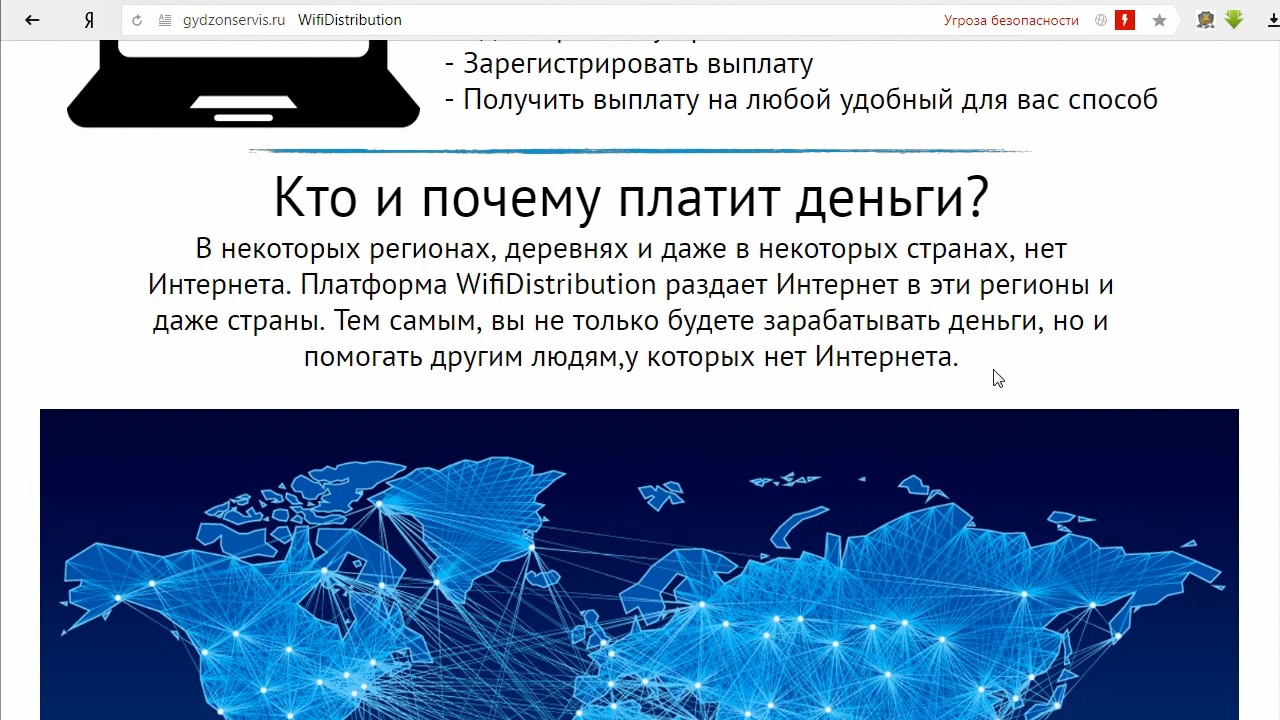 Я gydzonservis.ru WifiDistribution Угроза безопасности
- Зарегистрировать выплату
- Получить выплату на любой удобный для вас способ
Кто и почему платит деньги?
В некоторых регионах, деревнях и даже в некоторых странах, нет
Интернета. Платформа WifiDistribution раздает Интернет в эти регионы и
даже страны. Тем самым, вы не только будете зарабатывать деньги, но и
помогать другим людям,у которых нет Интернета.